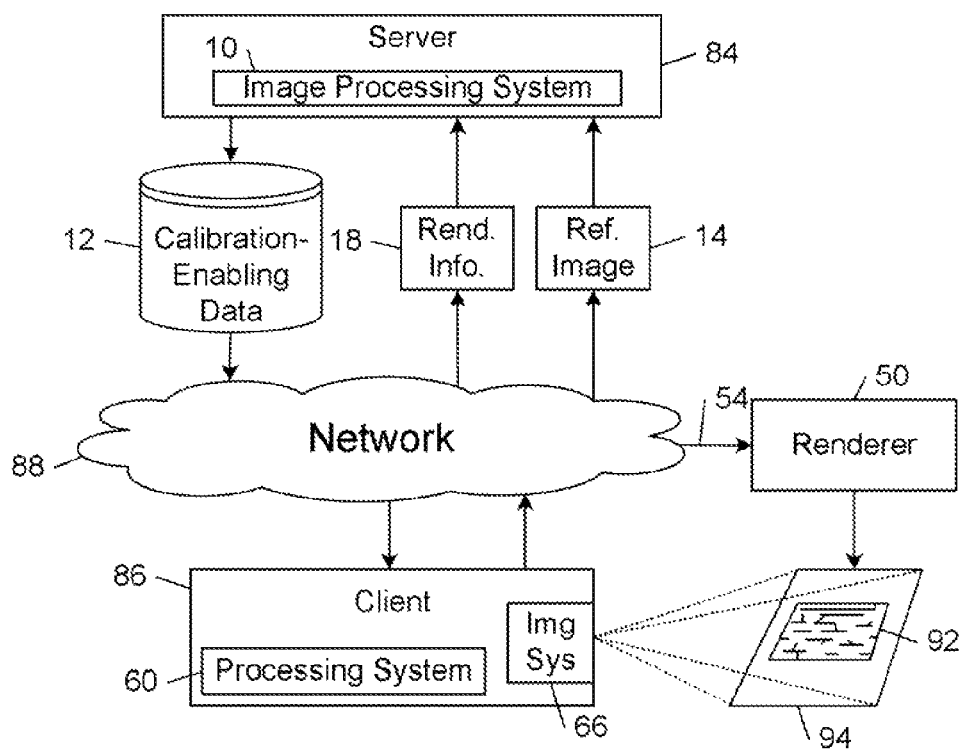 Server
10
84
Image Processing System
12
Calibration-
Enabling
Data
18
Rend.
Info.
Ref.
Image
14
Network
88
54
50
Renderer
86
Client
Img
Sys
60
Processing System
66
92
94